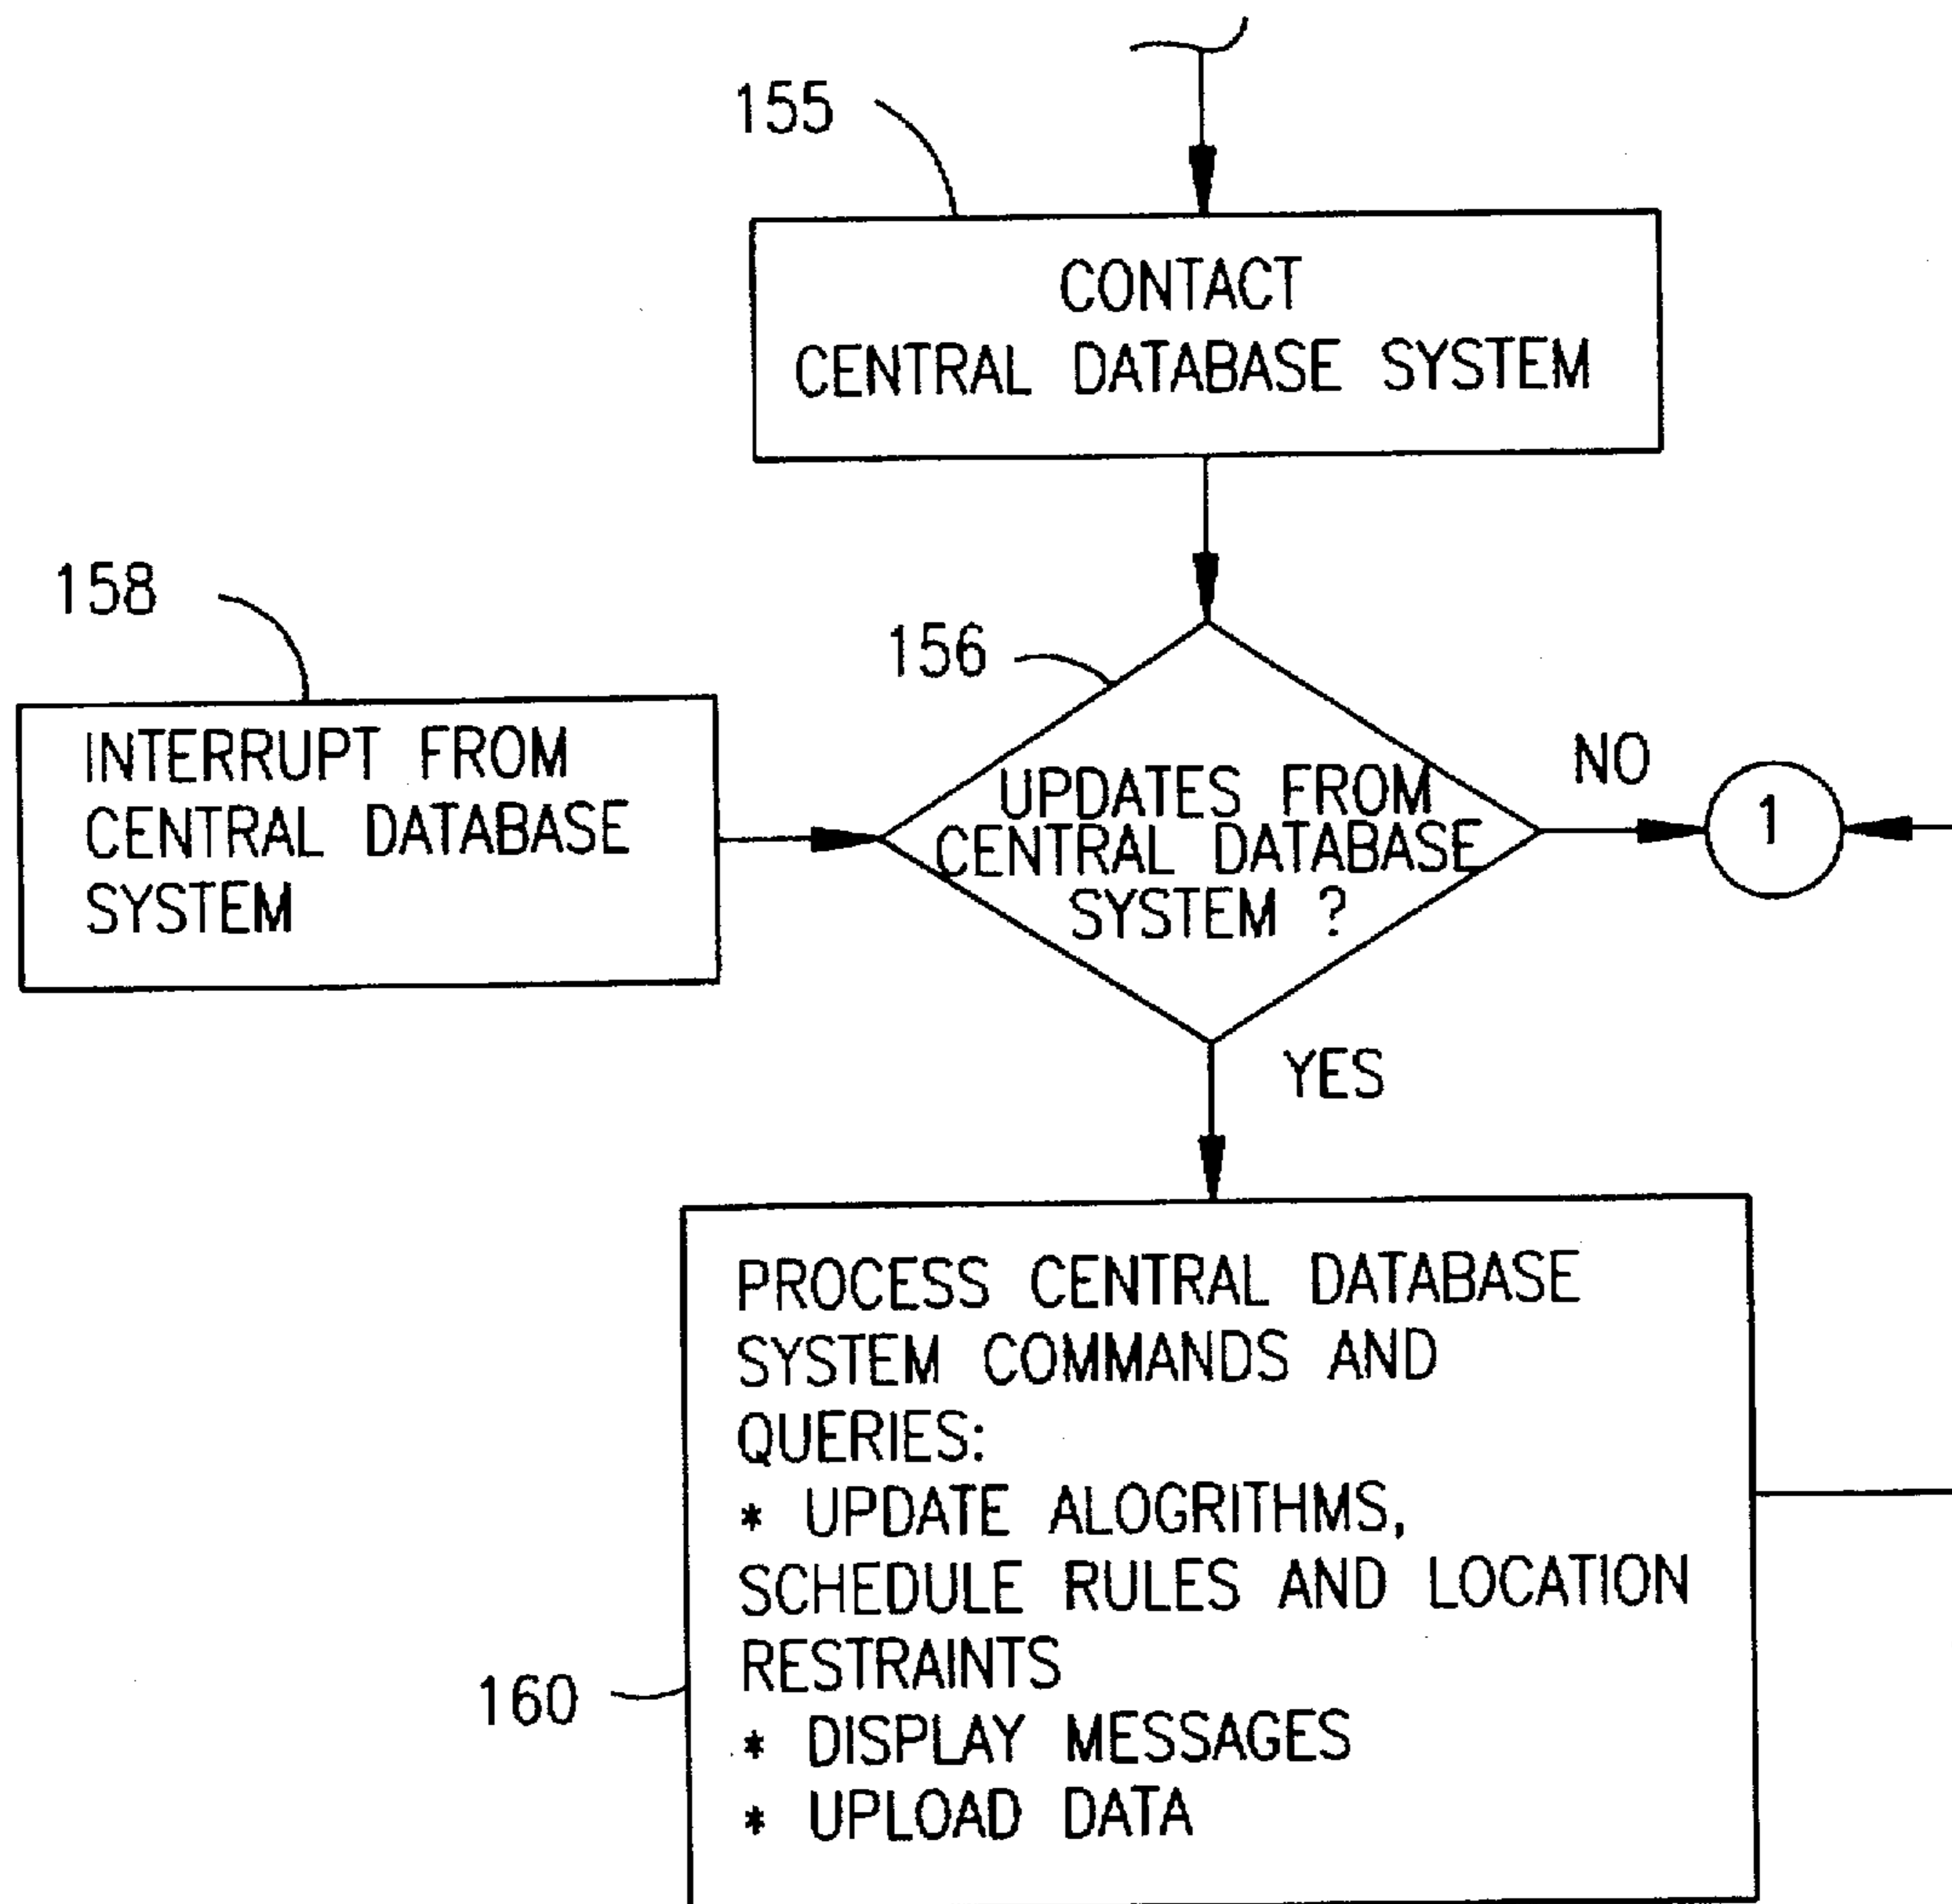 155
CONTACT
CENTRAL DATABASE SYSTEM
158
INTERRUPT FROM
CENTRAL DATABASE
SYSTEM
156
UPDATES FROM
CENTRAL DATABASE
SYSTEM ?
NO
1
YES
PROCESS CENTRAL DATABASE
SYSTEM COMMANDS AND
QUERIES:
* UPDATE ALOGRITHMS,
SCHEDULE RULES AND LOCATION
RESTRAINTS
* DISPLAY MESSAGES
* UPLOAD DATA
160